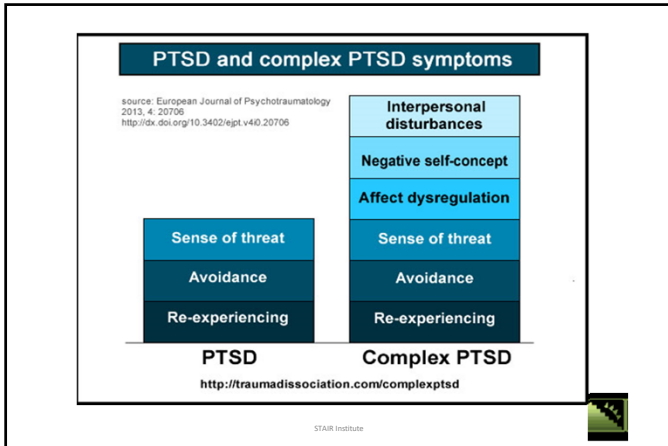 PTSD and complex PTSD symptoms
source: European Journal of Psychotraumatology
2013, 4: 20706
http://dx.doi.org/10.3402/ejpt.v4i0.20706
Interpersonal
disturbances
Negative self-concept
Affect dysregulation
Sense of threat
Sense of threat
Avoidance
Avoidance
Re-experiencing
Re-experiencing
PTSD
Complex PTSD
http://traumadissociation.com/complexptsd
STAIR Institute